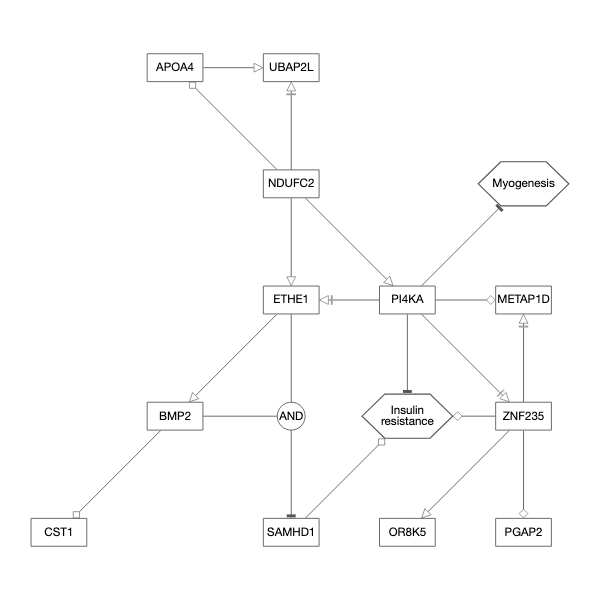 APOA4
UBAP2L
NDUFC2
Myogenesis
ETHE1
PI4KA
METAP1D
BMP2
AND
Insulin
resistance
ZNF235
CST1
SAMHD1
OR8K5
PGAP2